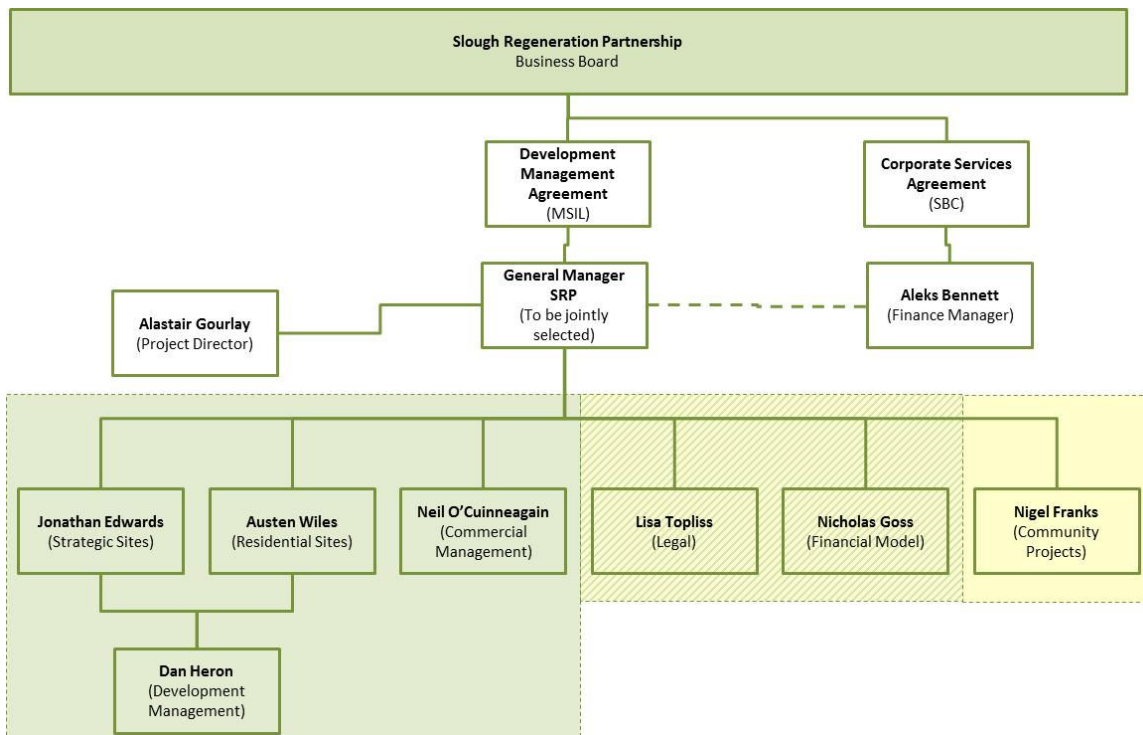 Slough Regeneration Partnership
Business Board
Development
Management
Agreement
(MSIL)
Corporate Services
Agreement
(SBC)
General Manager
SRP
(To be jointly
selected)
Alastair Gourlay
(Project Director)
Aleks Bennett
(Finance Manager)
Jonathan Edwards
(Strategic Sites)
Austen Wiles
(Residential Sites)
Neil O’Cuinneagain
(Commercial
Management)
Lisa Topliss
(Legal)
Nicholas Goss
(Financial Model)
Nigel Franks
(Community
Projects)
Dan Heron
(Development
Management)